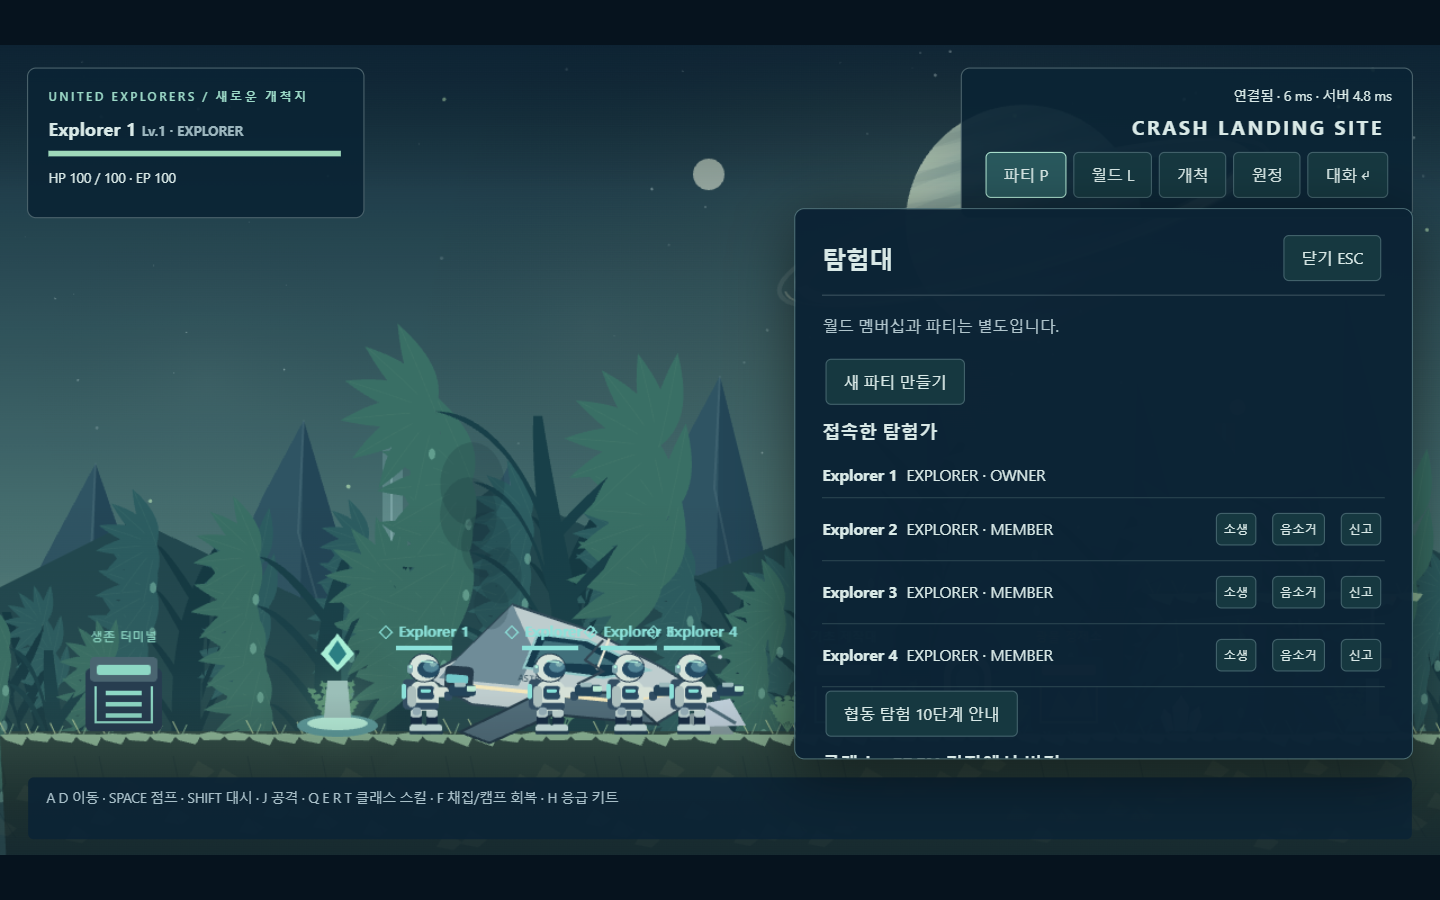 UNITED EXPLORERS / 새로운 개척지
Explorer 1 Lv.1 · EXPLORER
HP 100 / 100 · EP 100
연결됨 · 6 ms · 서버 4.8 ms
CRASH LANDING SITE
파티 P
월드 L
개척
원정
대화 ↲
탐험대
닫기 ESC
월드 멤버십과 파티는 별도입니다.
새 파티 만들기
접속한 탐험가
Explorer 1 EXPLORER · OWNER
Explorer 2 EXPLORER · MEMBER
소생
음소거
신고
Explorer 3 EXPLORER · MEMBER
소생
음소거
신고
Explorer 4 EXPLORER · MEMBER
소생
음소거
신고
협동 탐험 10단계 안내
생존 터미널
◇ Explorer 1
Explorer 4
A D 이동 · SPACE 점프 · SHIFT 대시 · J 공격 · Q E R T 클래스 스킬 · F 채집/캠프 회복 · H 응급 키트